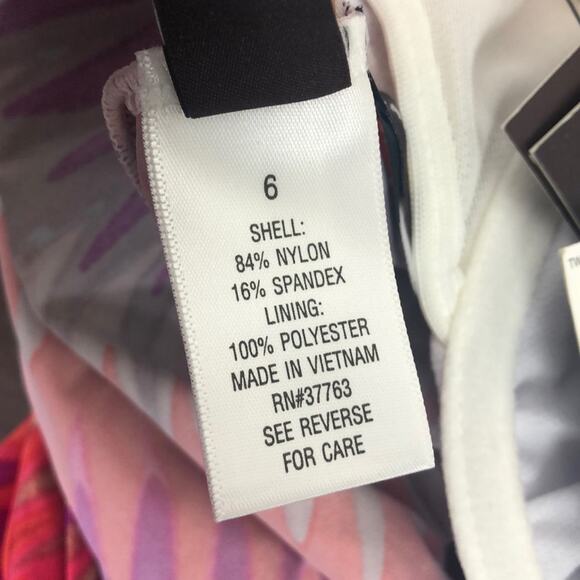 6
SHELL:
84% NYLON
16% SPANDEX
LINING:
100% POLYESTER
MADE IN VIETNAM
RN#37763
SEE REVERSE
FOR CARE